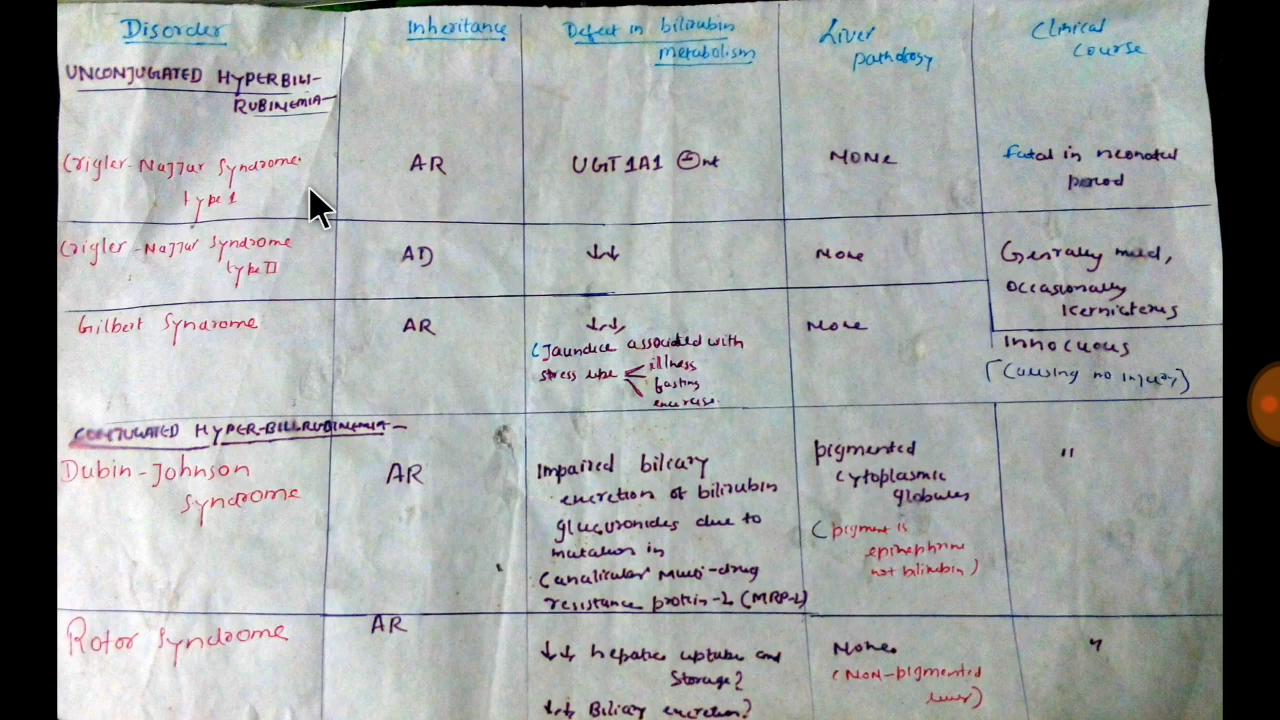 Disorder
Inheritance
Defect in bilirubin
metabolism
Liver
pathology
Clinical
course
UNCONJUGATED HYPERBILI-
RUBINEMIA-
Crigler-Najjar Syndrome
type 1
AR
UGT1A1 ⊖nt
NONE
Fatal in neonatal
period
Crigler-Najjar Syndrome
type II
AD
↓↓
None
Generally mild,
occasionally
kernicterus
Gilbert Syndrome
AR
↓↓
(Jaundice associated with
stress like illness
fasting
exercise
None
Innocuous
(causing no injury)
CONJUGATED HYPER-BILIRUBINEMIA-
Dubin-Johnson
Syndrome
AR
Impaired biliary
excretion of bilirubin
glucuronides due to
mutation in
Canalicular Multi-drug
resistance protein-2 (MRP-2)
pigmented
cytoplasmic
globules
(pigment is
epinephrine
not bilirubin)
"
Rotor Syndrome
AR
↓↓ hepatic uptake and
Storage?
↓↓ Biliary excretion?
None
(Non-pigmented
liver)
"